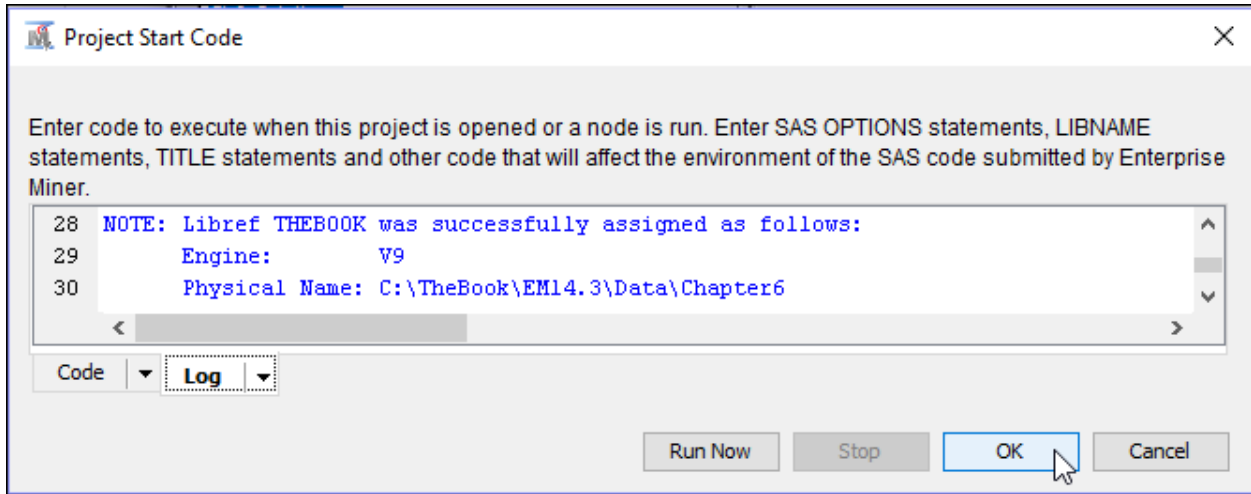 Project Start Code
Enter code to execute when this project is opened or a node is run. Enter SAS OPTIONS statements, LIBNAME
statements, TITLE statements and other code that will affect the environment of the SAS code submitted by Enterprise
Miner.
28 NOTE: Libref THEBOOK was successfully assigned as follows:
29 Engine: V9
30 Physical Name: C:\TheBook\EM14.3\Data\Chapter6
Code Log
Run Now Stop OK Cancel